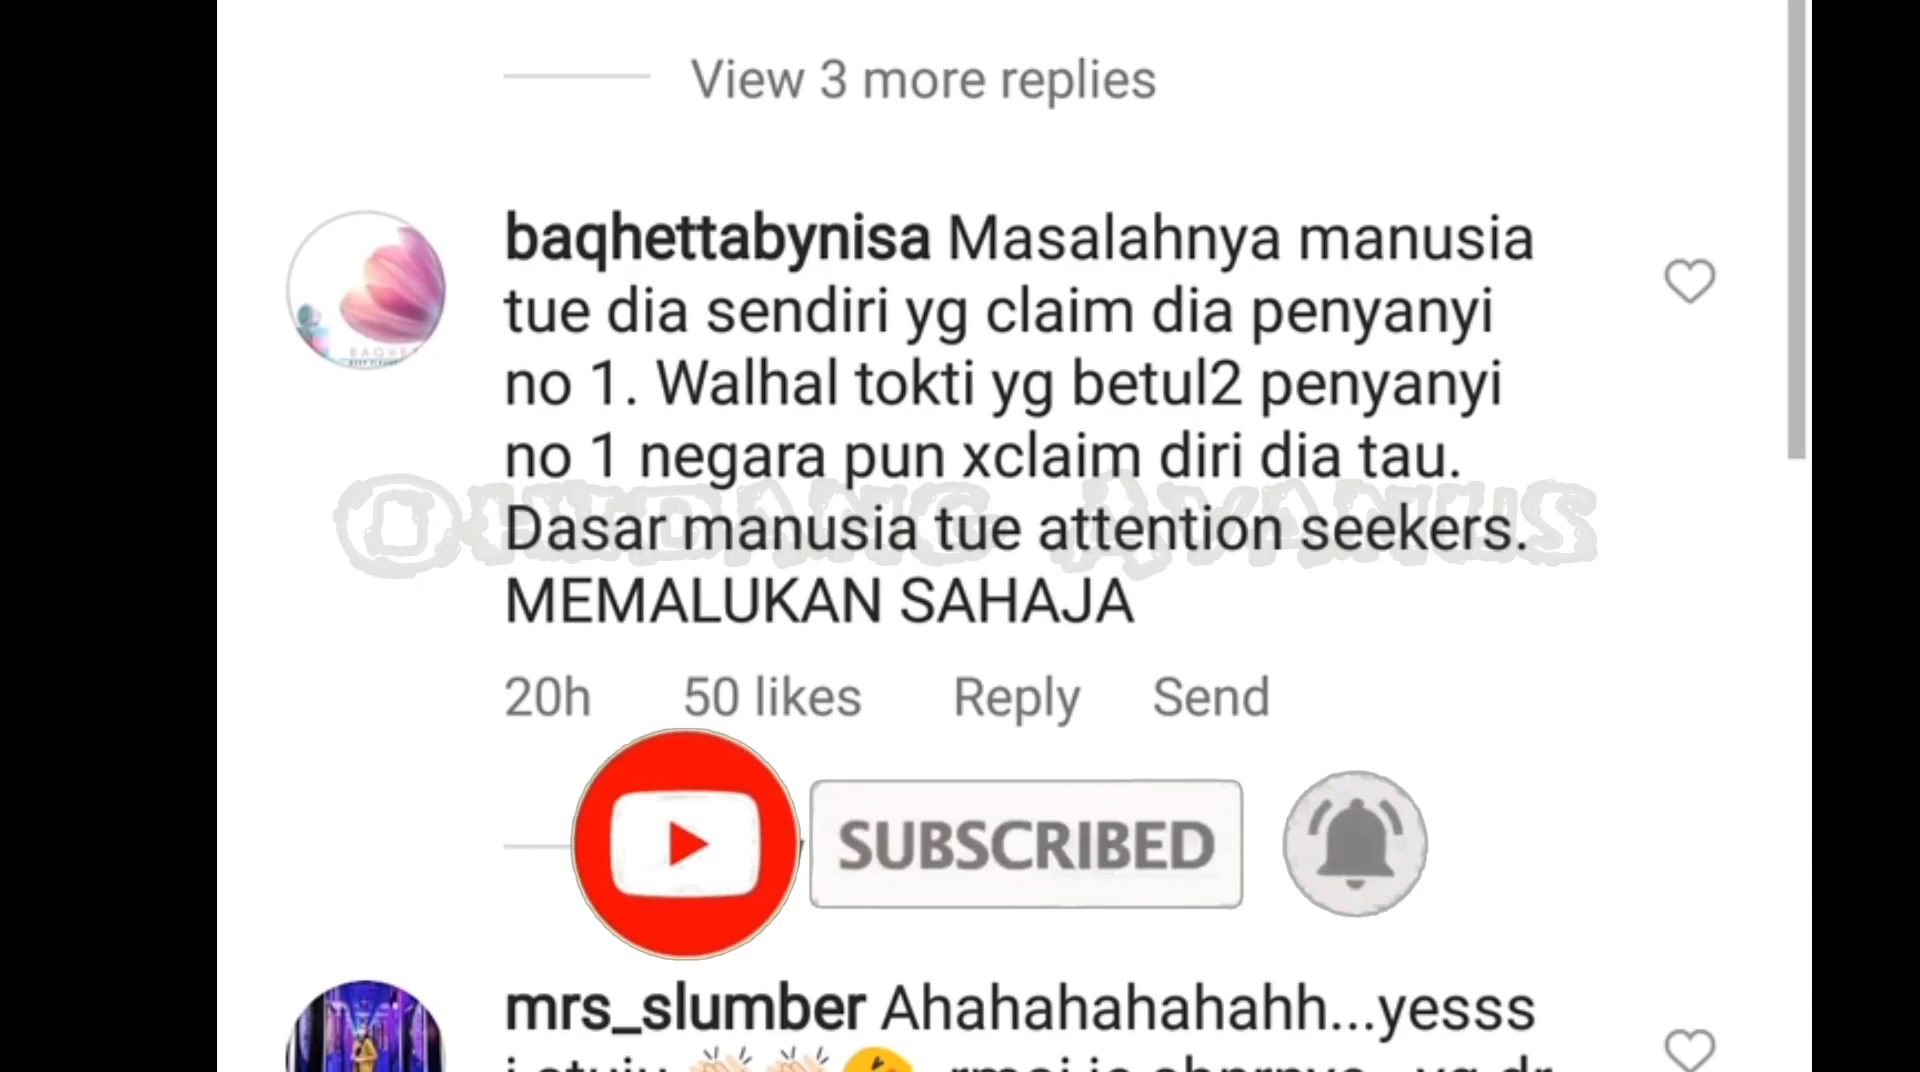 View 3 more replies
baqhettabynisa Masalahnya manusia
tue dia sendiri yg claim dia penyanyi
no 1. Walhal tokti yg betul2 penyanyi
no 1 negara pun xclaim diri dia tau.
Dasar manusia tue attention seekers.
MEMALUKAN SAHAJA
20h 50 likes Reply Send
SUBSCRIBED
mrs_slumber Ahahahahahahh...yesss